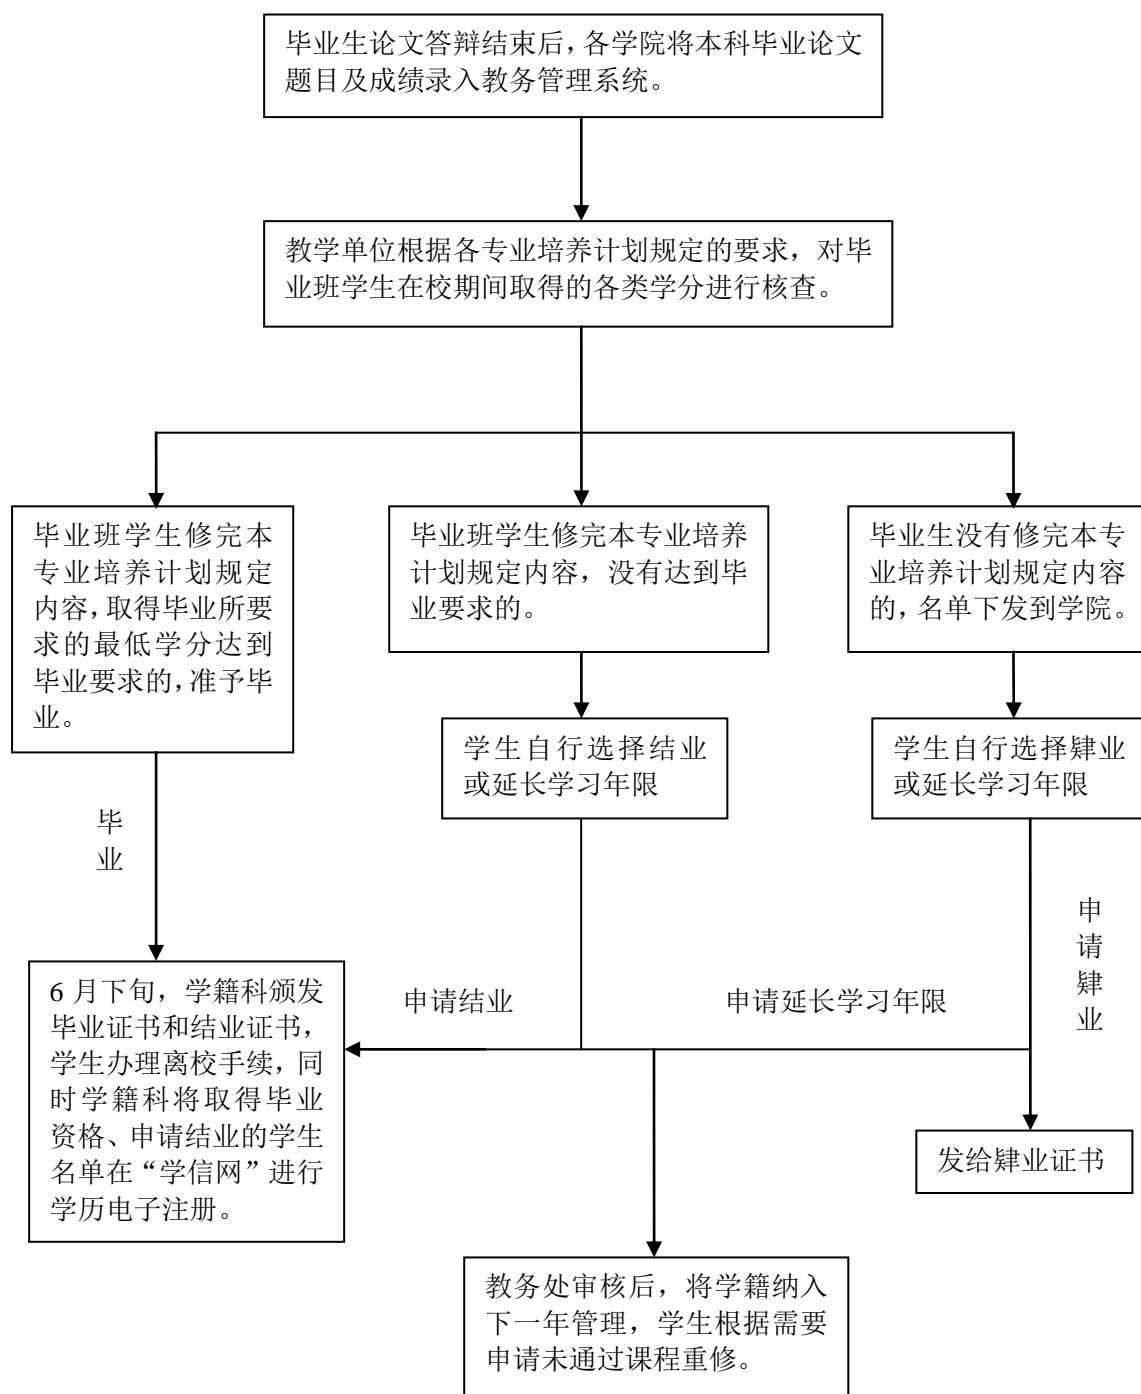 毕业生论文答辩结束后，各学院将本科毕业论文
题目及成绩录入教务管理系统。
教学单位根据各专业培养计划规定的要求，对毕
业班学生在校期间取得的各类学分进行核查。
毕业班学生修完本
专业培养计划规定
内容，取得毕业所要
求的最低学分达到
毕业要求的，准予毕
业。
毕业班学生修完本专业培养
计划规定内容，没有达到毕
业要求的。
毕业生没有修完本专
业培养计划规定内容
的，名单下发到学院。
学生自行选择结业
或延长学习年限
学生自行选择肆业
或延长学习年限
毕
业
申
请
肄
业
6 月下旬，学籍科颁发
毕业证书和结业证书，
学生办理离校手续，同
时学籍科将取得毕业
资格、申请结业的学生
名单在“学信网”进行
学历电子注册。
申请结业
申请延长学习年限
发给肆业证书
教务处审核后，将学籍纳入
下一年管理，学生根据需要
申请未通过课程重修。